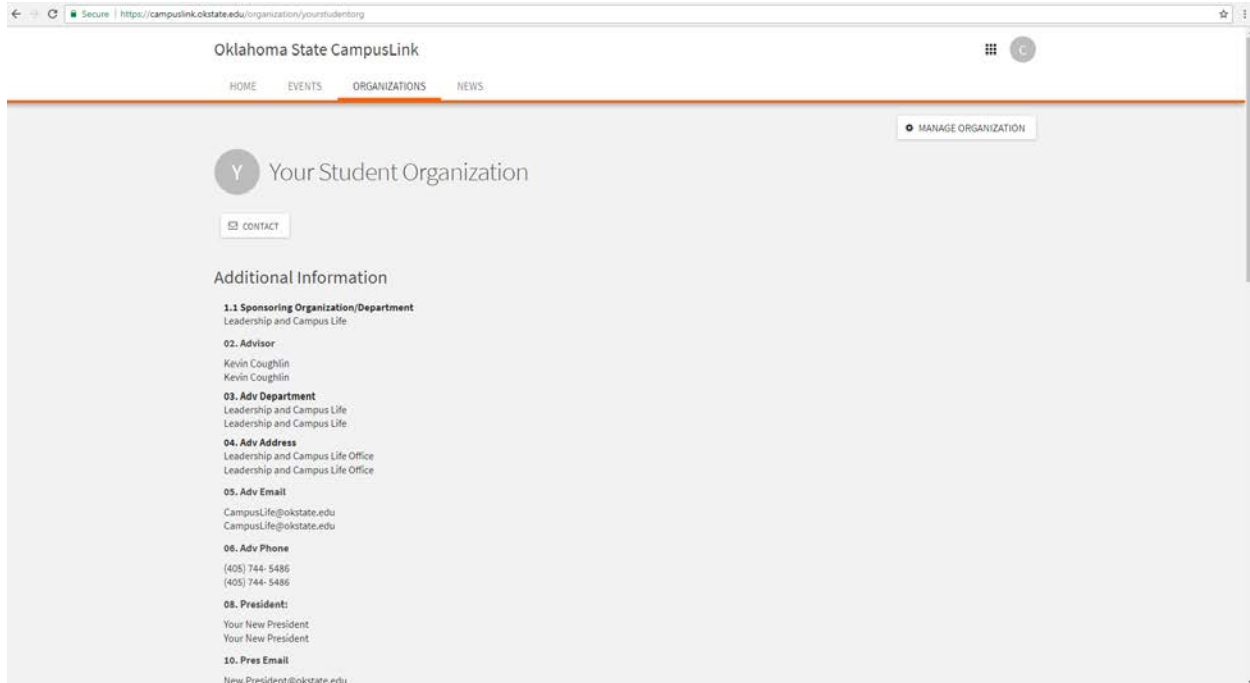 Secure | https://campuslink.okstate.edu/organization/yourstudentorg
Oklahoma State CampusLink
C
HOME EVENTS ORGANIZATIONS NEWS
MANAGE ORGANIZATION
Y Your Student Organization
CONTACT
Additional Information
1.1 Sponsoring Organization/Department
Leadership and Campus Life
02. Advisor
Kevin Coughlin
Kevin Coughlin
03. Adv Department
Leadership and Campus Life
Leadership and Campus Life
04. Adv Address
Leadership and Campus Life Office
Leadership and Campus Life Office
05. Adv Email
CampusLife@okstate.edu
CampusLife@okstate.edu
06. Adv Phone
(405) 744- 5486
(405) 744- 5486
08. President:
Your New President
Your New President
10. Pres Email
New.President@okstate.edu